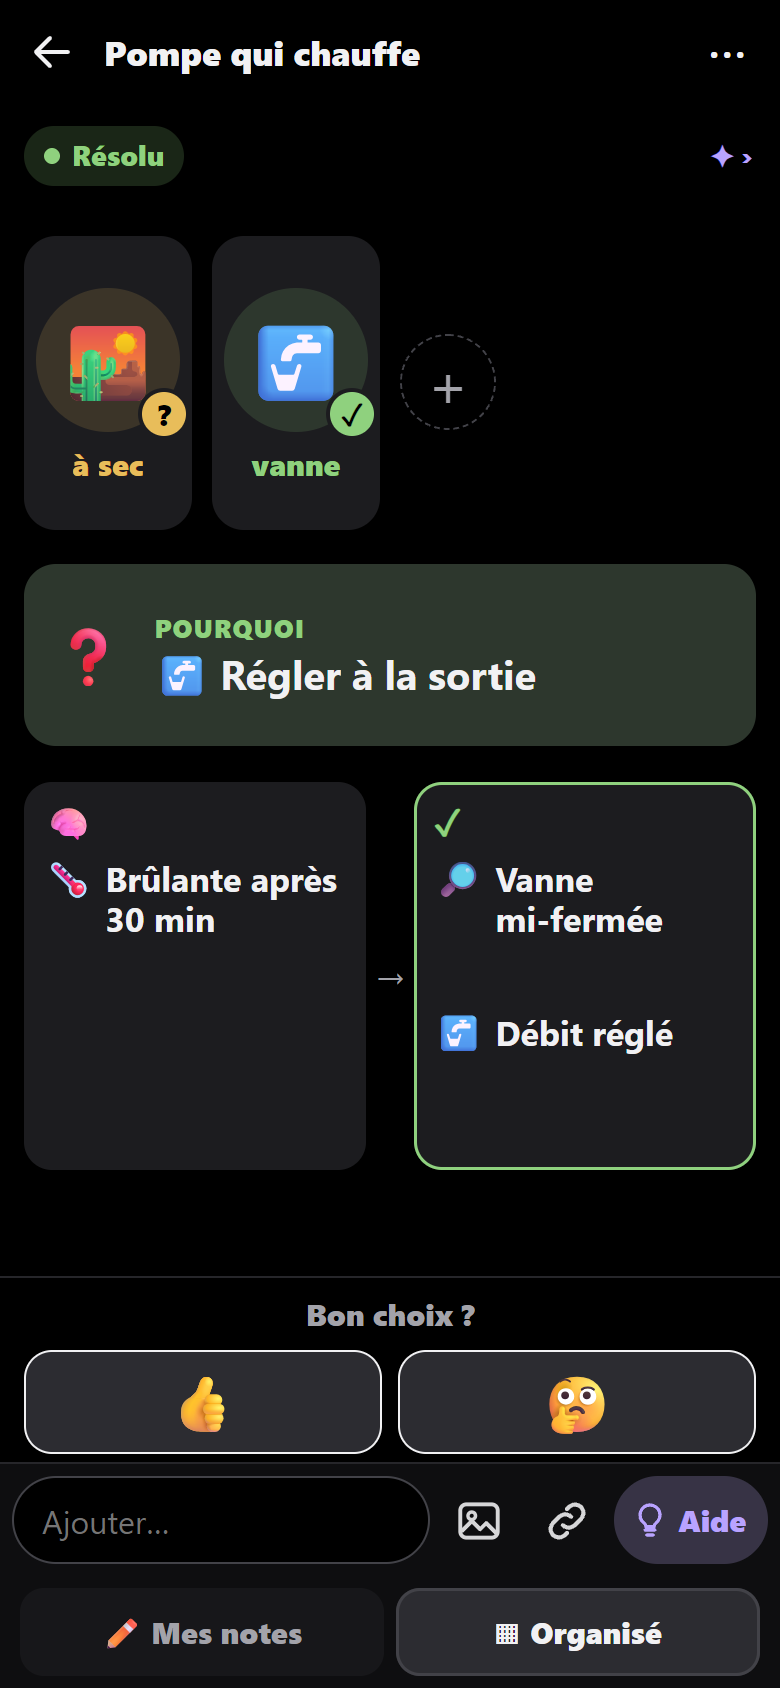 Pompe qui chauffe
Résolu
à sec
vanne
POURQUOI
Régler à la sortie
Brûlante après
30 min
Vanne
mi-fermée
Débit réglé
Bon choix ?
Ajouter...
Aide
Mes notes
Organisé